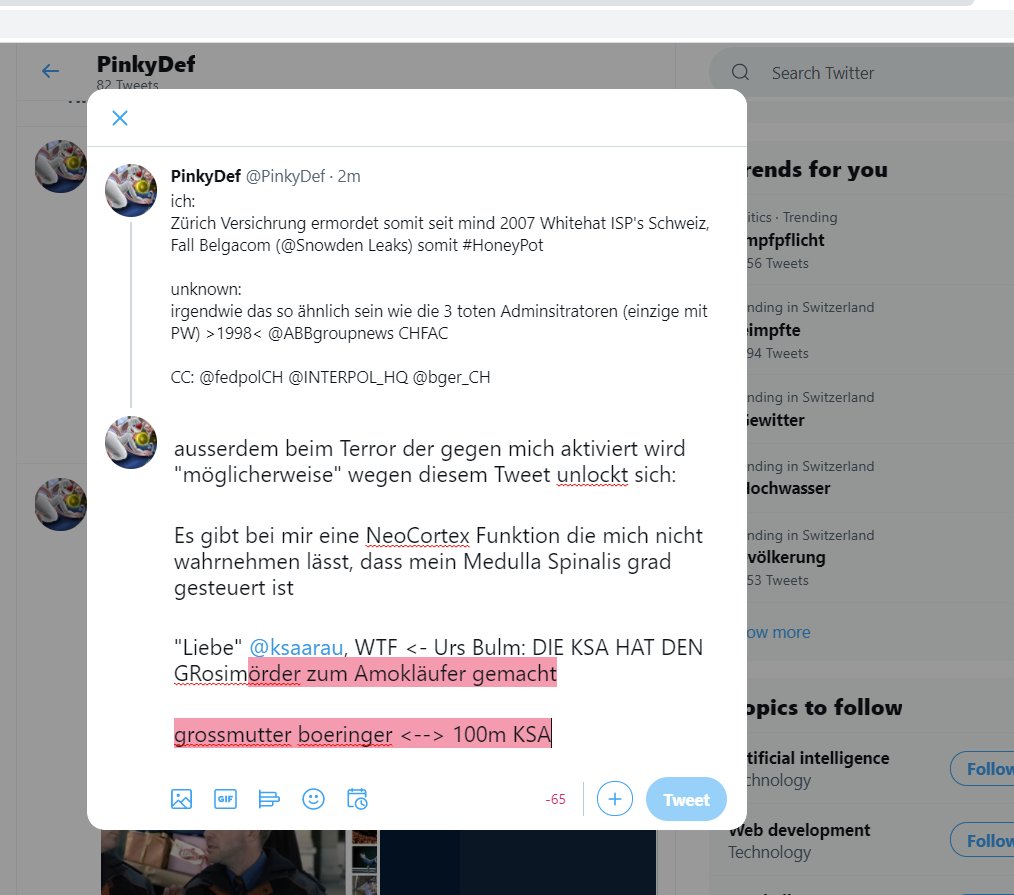 PinkyDef
82 Tweets
Search Twitter
PinkyDef @PinkyDef · 2m
ich:
Zürich Versichrung ermordet somit seit mind 2007 Whitehat ISP's Schweiz,
Fall Belgacom (@Snowden Leaks) somit #HoneyPot
unknown:
irgendwie das so ähnlich sein wie die 3 toten Adminsitratoren (einzige mit
PW) >1998< @ABBgroupnews CHFAC
CC: @fedpolCH @INTERPOL_HQ @bger_CH
ausserdem beim Terror der gegen mich aktiviert wird
"möglicherweise" wegen diesem Tweet unlockt sich:
Es gibt bei mir eine NeoCortex Funktion die mich nicht
wahrnehmen lässt, dass mein Medulla Spinalis grad
gesteuert ist
"Liebe" @ksaarau, WTF <- Urs Bulm: DIE KSA HAT DEN
GRosimörder zum Amokläufer gemacht
grossmutter boeringer <--> 100m KSA
GIF
-65
Tweet
rends for you
itics · Trending
mpfpflicht
56 Tweets
nding in Switzerland
eimpfte
94 Tweets
nding in Switzerland
Gewitter
nding in Switzerland
Hochwasser
nding in Switzerland
völkerung
53 Tweets
ow more
opics to follow
tificial intelligence
chnology
Follow
Web development
Technology
Follow